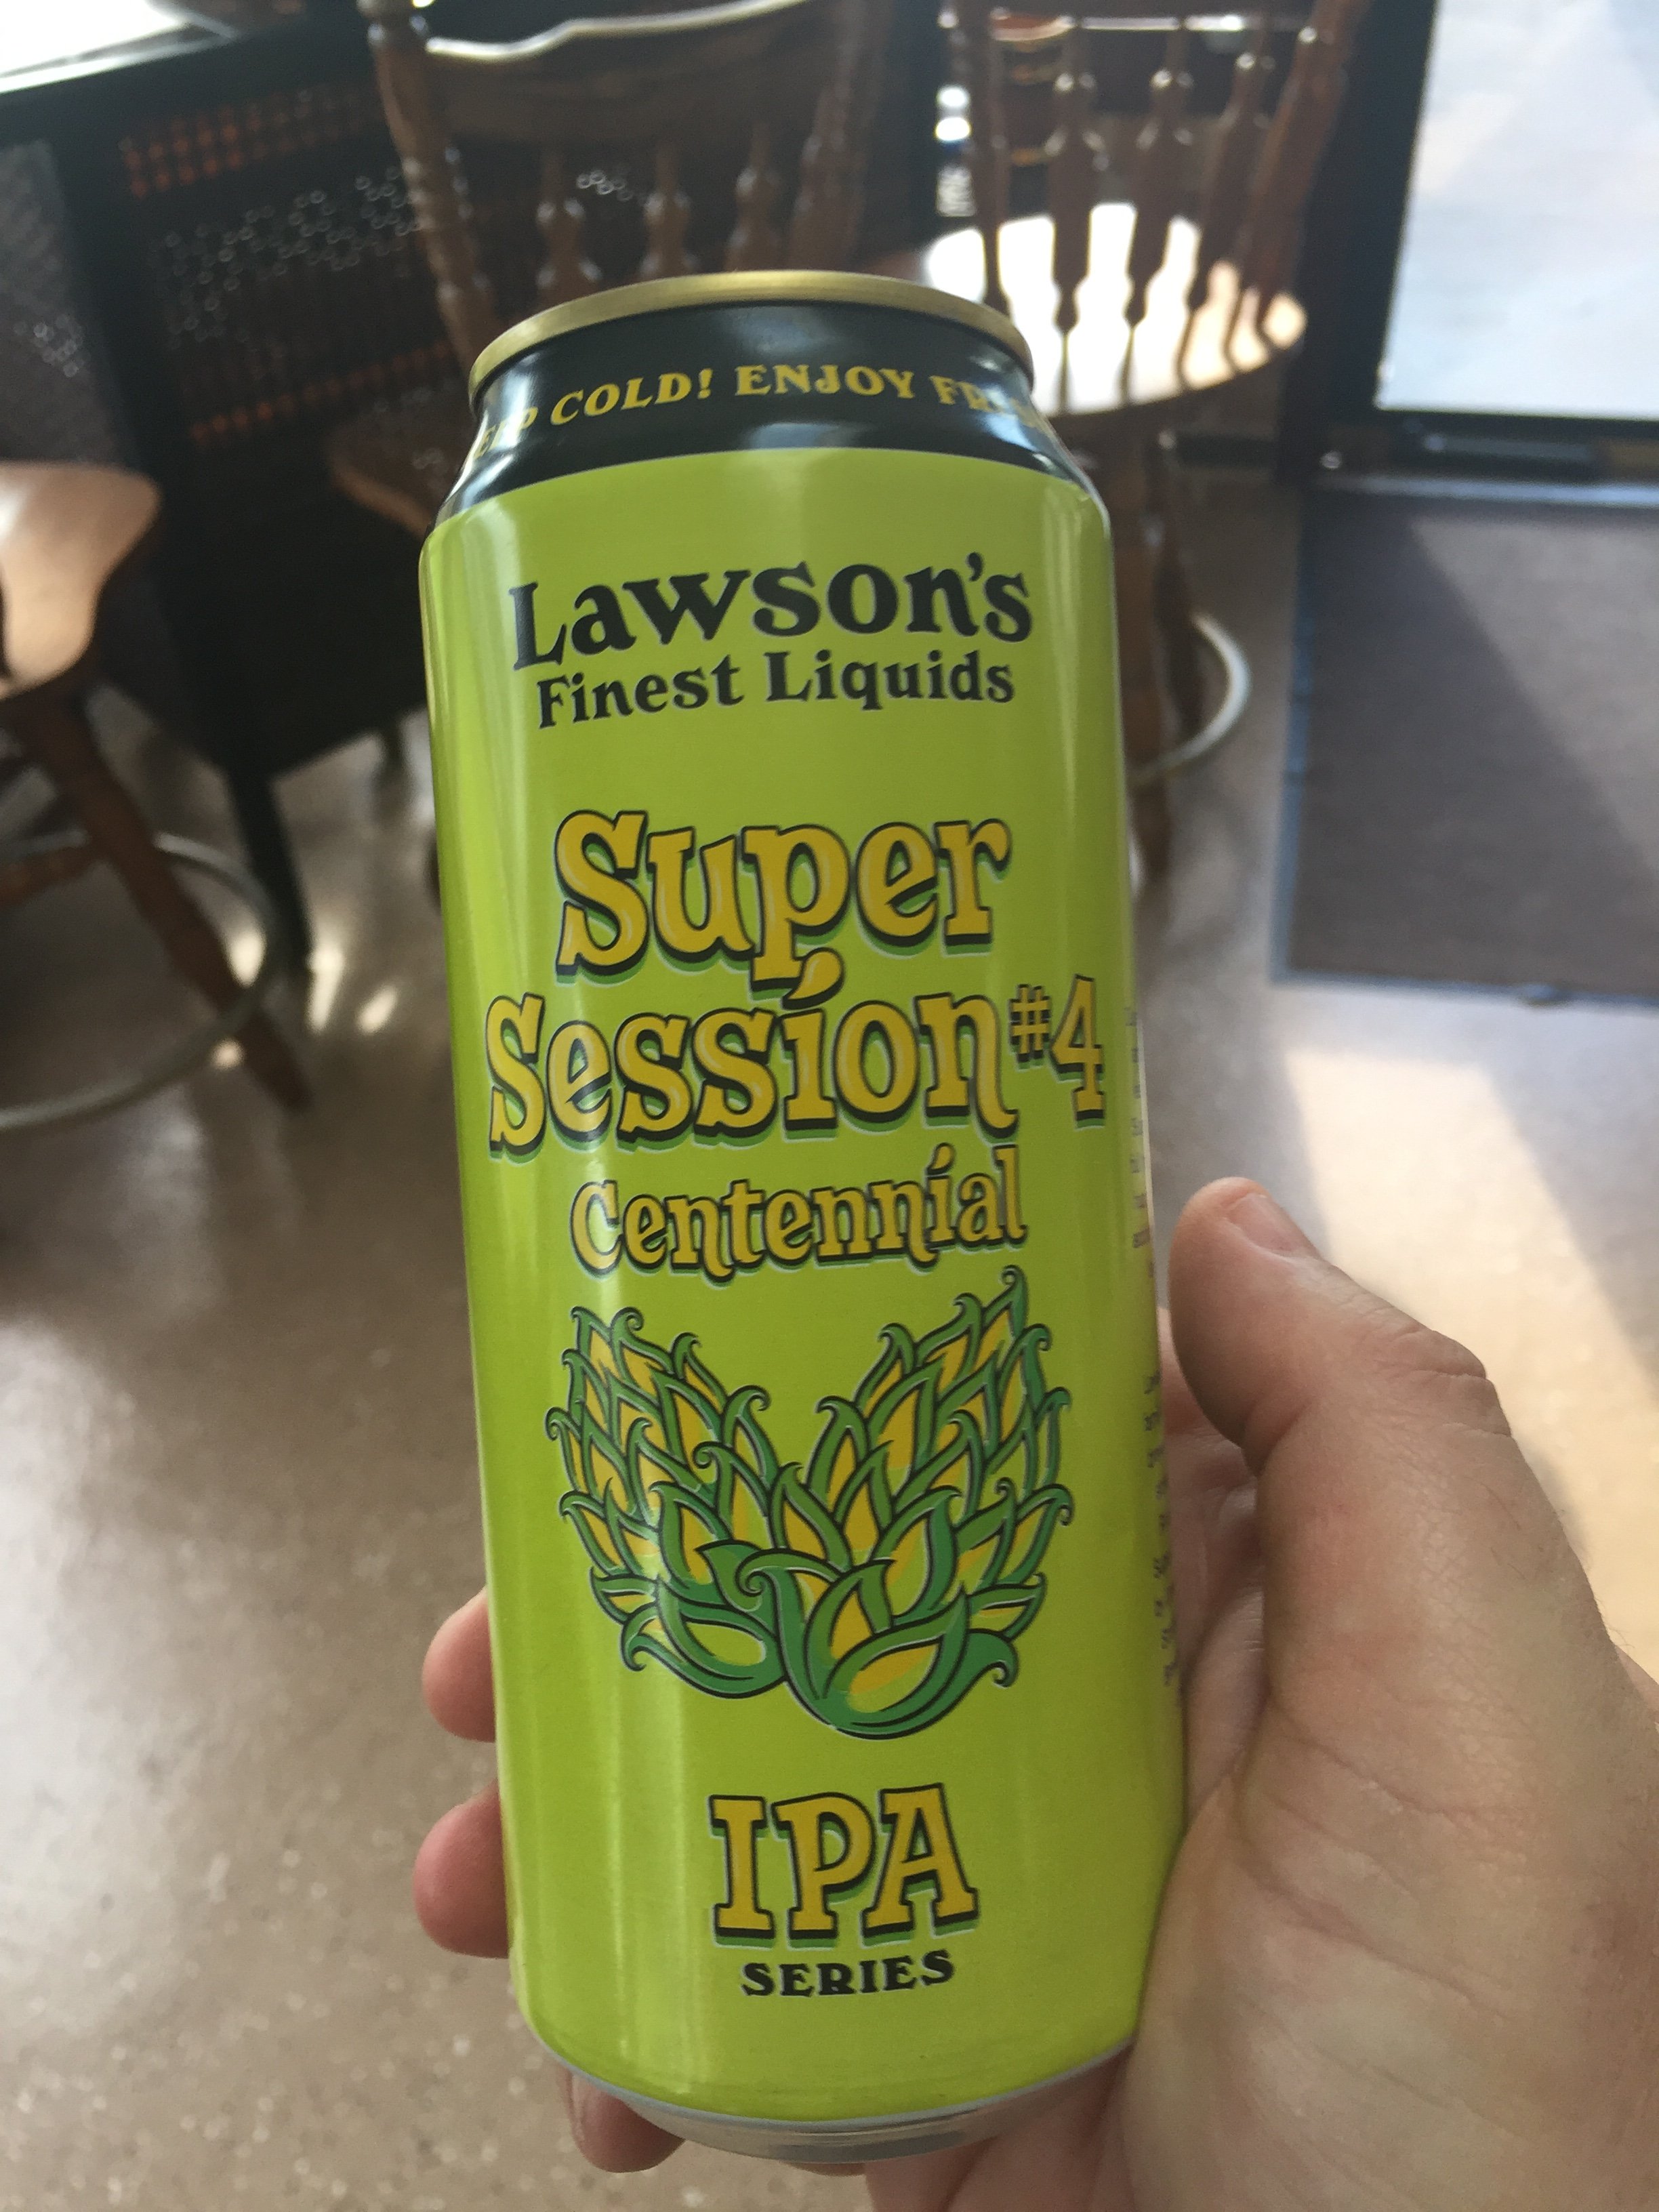 COLD! ENJOY
Lawson's
Finest Liquids
Super
Session #4
Centennial
IPA
SERIES